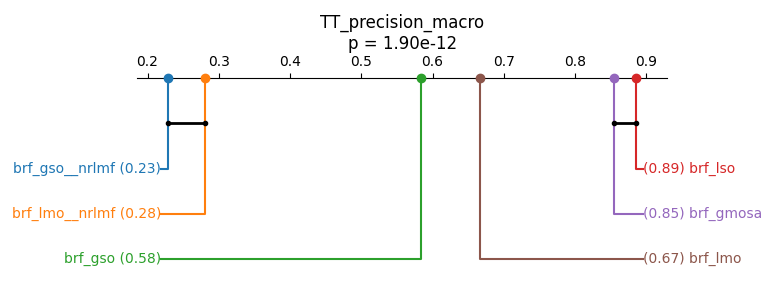 TT_precision_macro
p = 1.90e-12
0.2 0.3 0.4 0.5 0.6 0.7 0.8 0.9
brf_gso__nrlmf (0.23)
(0.89) brf_lso
brf_lmo__nrlmf (0.28)
(0.85) brf_gmosa
brf_gso (0.58)
(0.67) brf_lmo